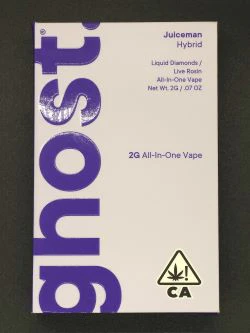 ghost.®
Juiceman
Hybrid
Liquid Diamonds /
Live Rosin
All-In-One Vape
Net Wt. 2G / .07 OZ
2G All-In-One Vape
!
CA